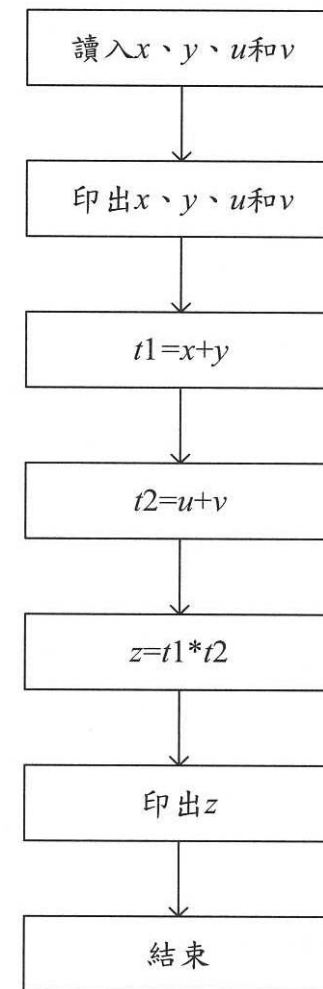 讀入x、y、u和v
印出x、y、u和v
t1=x+y
t2=u+v
z=t1*t2
印出z
結束